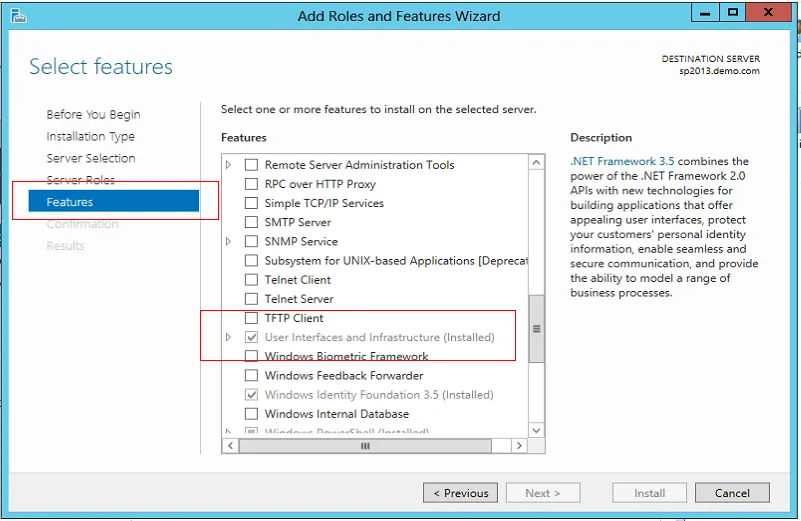 Add Roles and Features Wizard
Select features
DESTINATION SERVER
sp2013.demo.com
Before You Begin
Installation Type
Server Selection
Server Roles
Features
Confirmation
Results
Select one or more features to install on the selected server.
Features
Remote Server Administration Tools
RPC over HTTP Proxy
Simple TCP/IP Services
SMTP Server
SNMP Service
Subsystem for UNIX-based Applications [Deprecat
Telnet Client
Telnet Server
TFTP Client
User Interfaces and Infrastructure (Installed)
Windows Biometric Framework
Windows Feedback Forwarder
Windows Identity Foundation 3.5 (Installed)
Windows Internal Database
Windows PowerShell (Installed)
Description
.NET Framework 3.5 combines the
power of the .NET Framework 2.0
APIs with new technologies for
building applications that offer
appealing user interfaces, protect
your customers' personal identity
information, enable seamless and
secure communication, and provide
the ability to model a range of
business processes.
< Previous
Next >
Install
Cancel